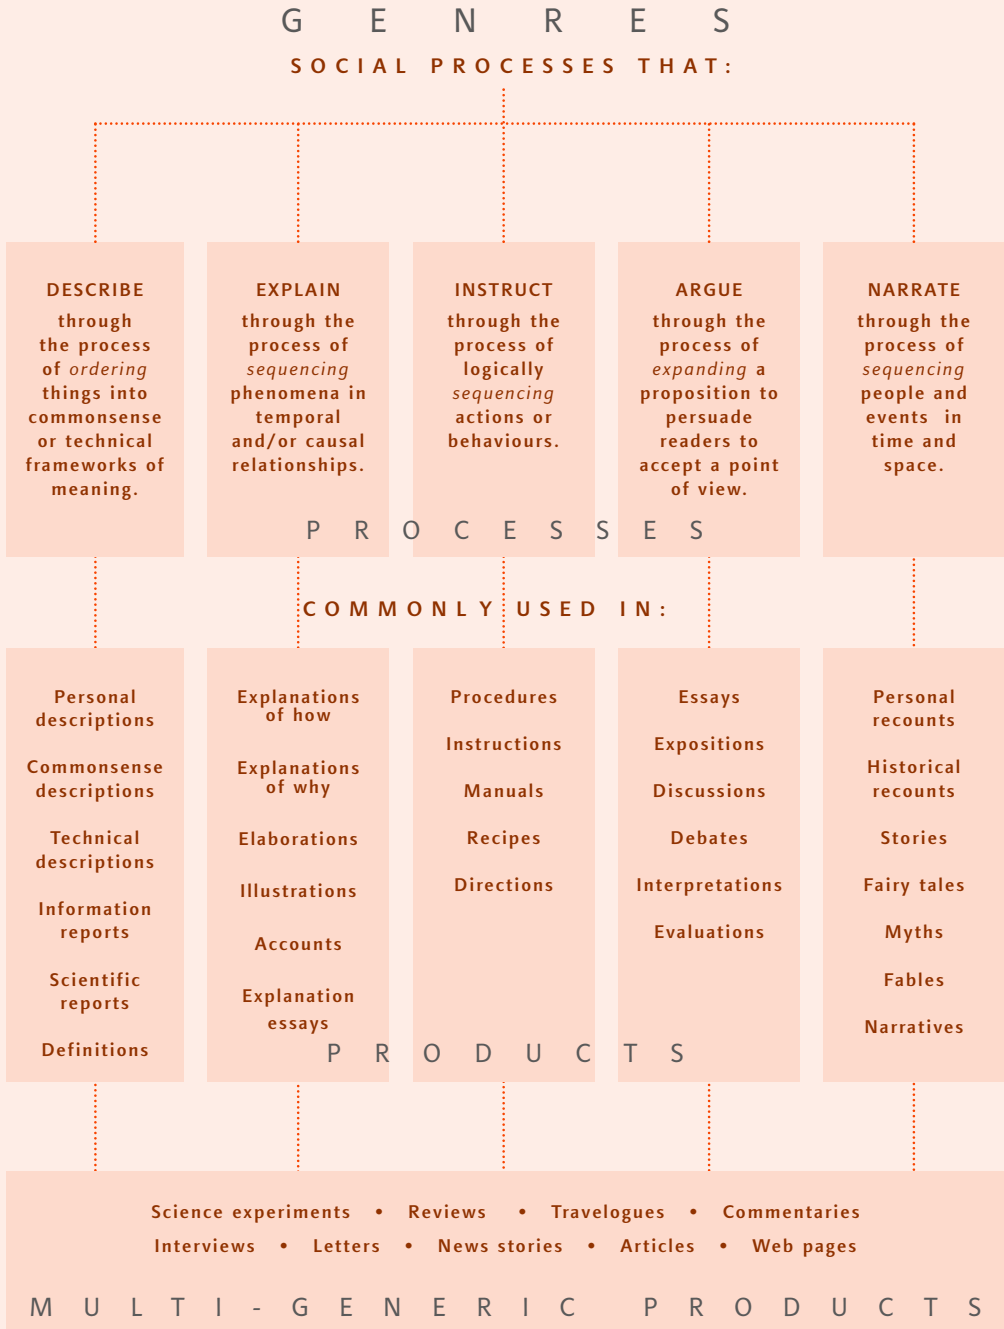 GENRES
SOCIAL PROCESSES THAT:
DESCRIBE
through
the process
of ordering
things into
commonsense
or technical
frameworks of
meaning.
EXPLAIN
through the
process of
sequencing
phenomena in
temporal
and/or causal
relationships.
INSTRUCT
through the
process of
logically
sequencing
actions or
behaviours.
ARGUE
through the
process of
expanding a
proposition to
persuade
readers to
accept a point
of view.
NARRATE
through the
process of
sequencing
people and
events in
time and
space.
PROCESSES
COMMONLY USED IN:
Personal
descriptions
Commonsense
descriptions
Technical
descriptions
Information
reports
Scientific
reports
Definitions
Explanations
of how
Explanations
of why
Elaborations
Illustrations
Accounts
Explanation
essays
Procedures
Instructions
Manuals
Recipes
Directions
Essays
Expositions
Discussions
Debates
Interpretations
Evaluations
Personal
recounts
Historical
recounts
Stories
Fairy tales
Myths
Fables
Narratives
PRODUCTS
Science experiments • Reviews • Travelogues • Commentaries
Interviews • Letters • News stories • Articles • Web pages
MULTI-GENERIC PRODUCTS